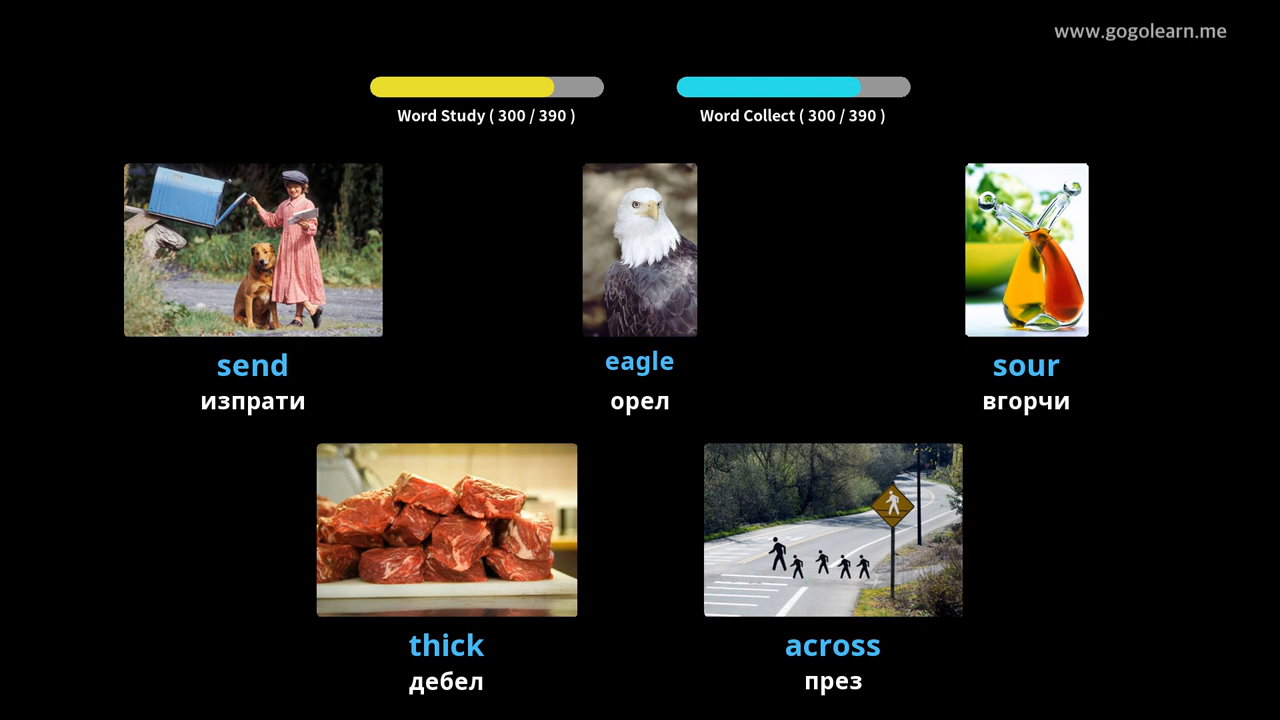 www.gogolearn.me
Word Study ( 300 / 390 )
Word Collect ( 300 / 390 )
send
изпрати
eagle
орел
sour
вгорчи
thick
дебел
across
през